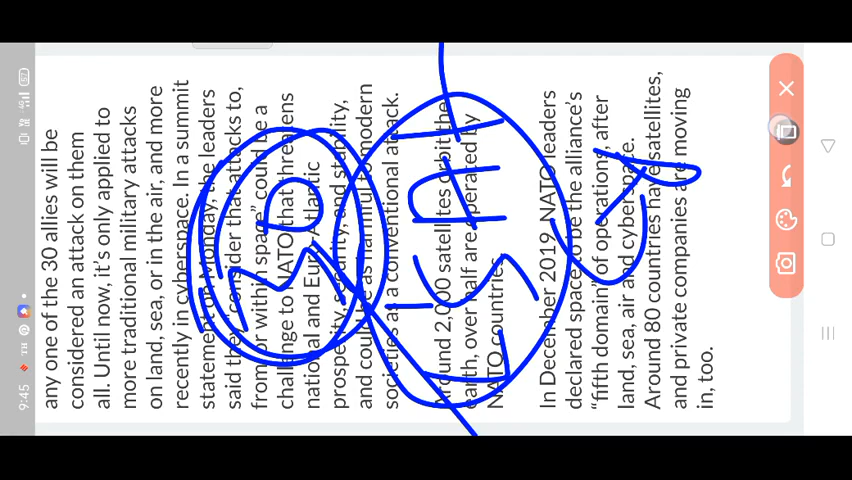 9:45
any one of the 30 allies will be
considered an attack on them
all. Until now, it's only applied to
more traditional military attacks
on land, sea, or in the air, and more
recently in cyberspace. In a summit
statement on Monday, the leaders
said they "consider that attacks to,
from, or within space" could be a
challenge to NATO that threatens
national and Euro-Atlantic
prosperity, security, and stability,
and could be as harmful to modern
societies as a conventional attack.
Around 2,000 satellites orbit the
earth, over half are operated by
NATO countries.
In December 2019, NATO leaders
declared space to be the alliance's
"fifth domain" of operations, after
land, sea, air and cyberspace.
Around 80 countries have satellites,
and private companies are moving
in, too.